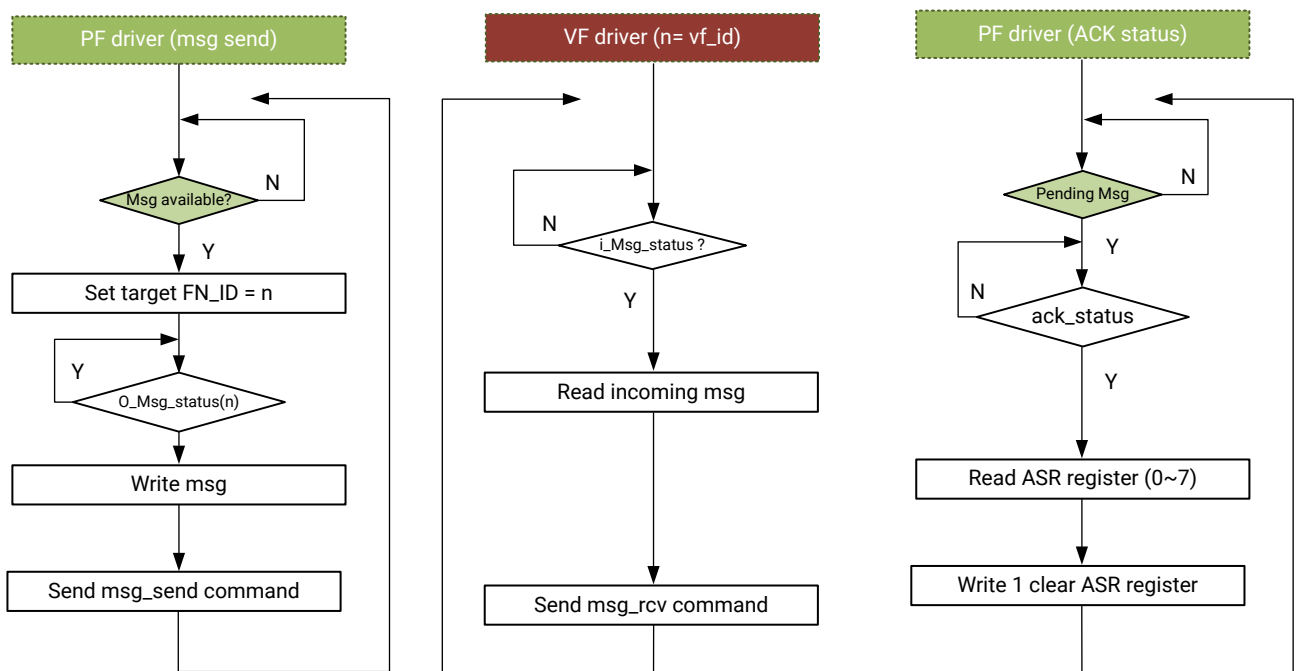 PF driver (msg send)
Msg available?
N
Y
Set target FN_ID = n
Y
O_Msg_status(n)
Write msg
Send msg_send command
VF driver (n= vf_id)
N
i_Msg_status ?
Y
Read incoming msg
Send msg_rcv command
PF driver (ACK status)
Pending Msg
N
Y
N
ack_status
Y
Read ASR register (0~7)
Write 1 clear ASR register